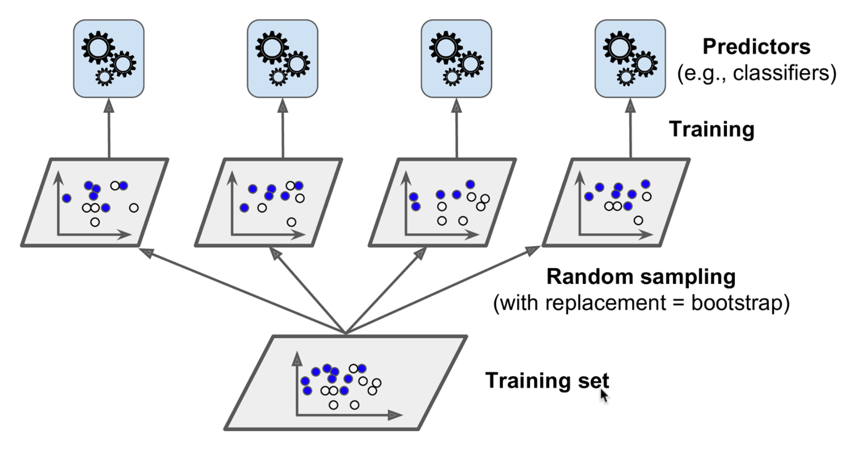 Predictors
(e.g., classifiers)
Training
Random sampling
(with replacement = bootstrap)
Training set